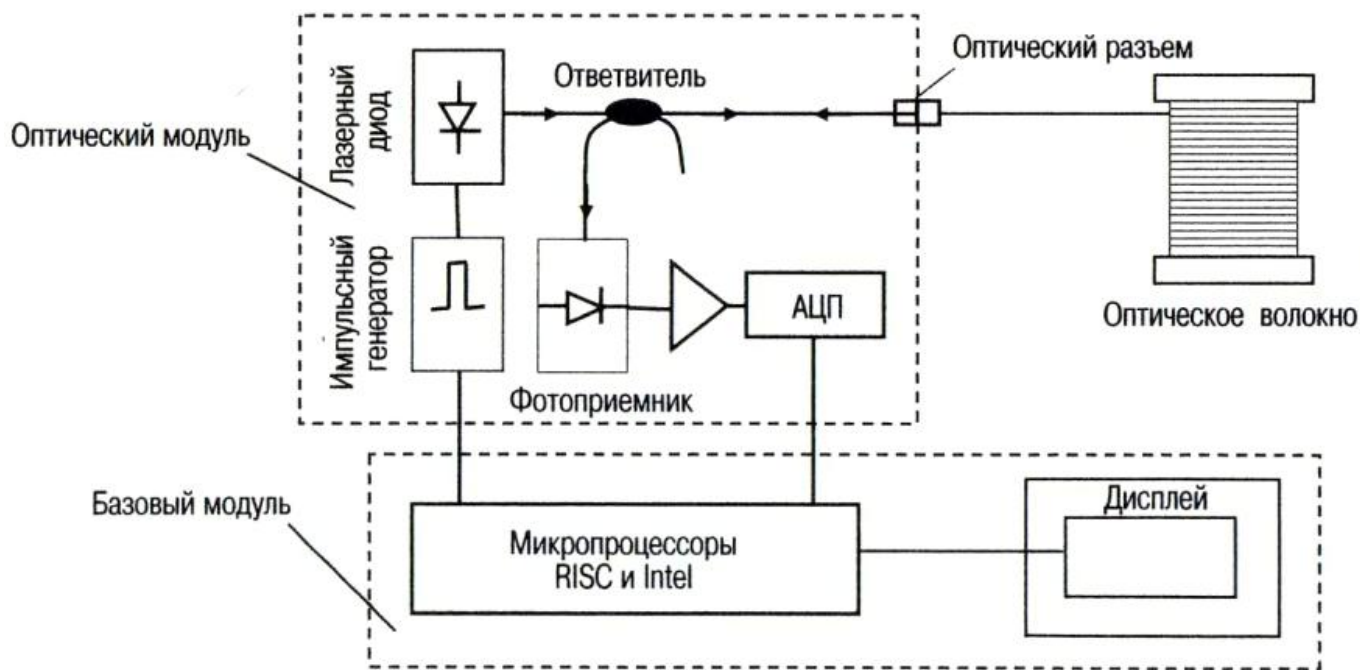 Оптический разъем
Ответвитель
Лазерный
диод
Оптический модуль
Импульсный
генератор
АЦП
Оптическое волокно
Фотоприемник
Базовый модуль
Дисплей
Микропроцессоры
RISC и Intel